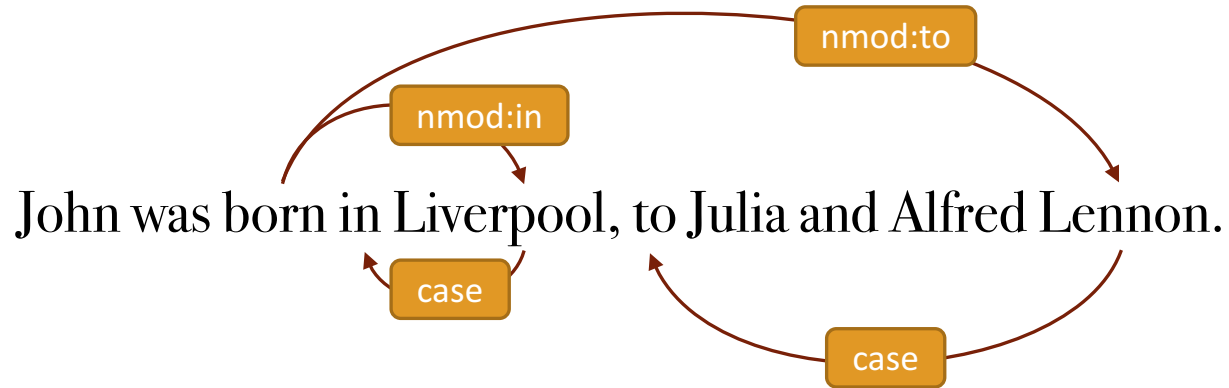 nmod:to
nmod:in
John was born in Liverpool, to Julia and Alfred Lennon.
case
case